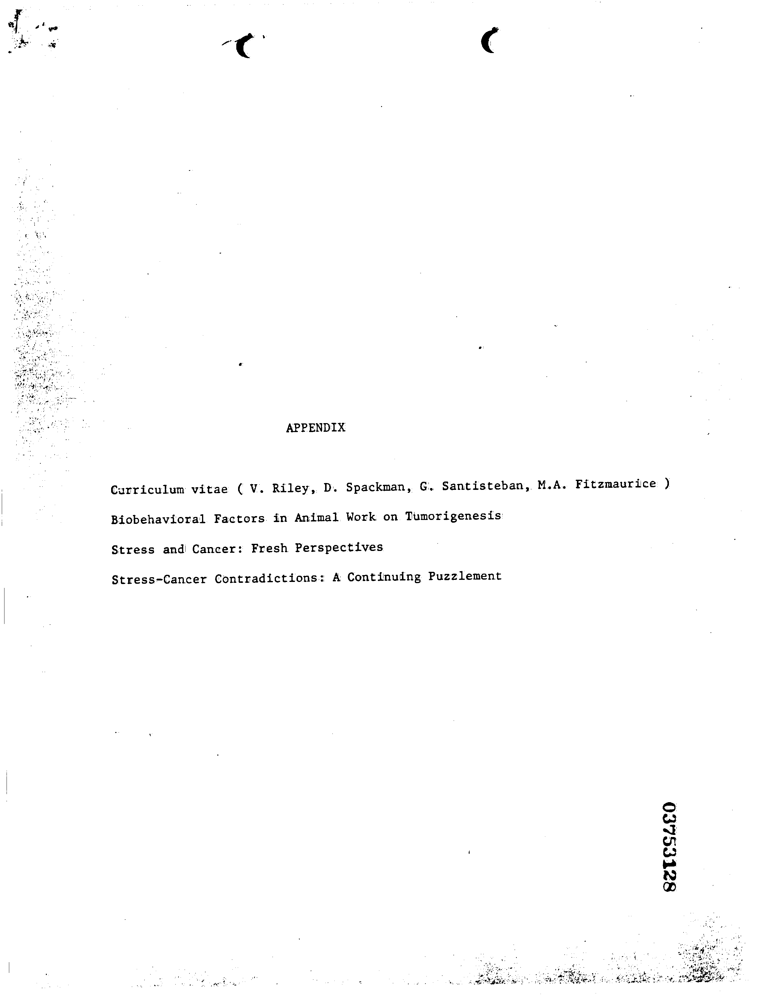 APPENDIX
Curriculum vitae ( V. Riley, D. Spackman, G. Santisteban, M.A. Fitzmaurice )
Biobehavioral Factors in Animal Work on Tumorigenesis
Stress and Cancer: Fresh Perspectives
Stress-Cancer Contradictions: A Continuing Puzzlement
03753128